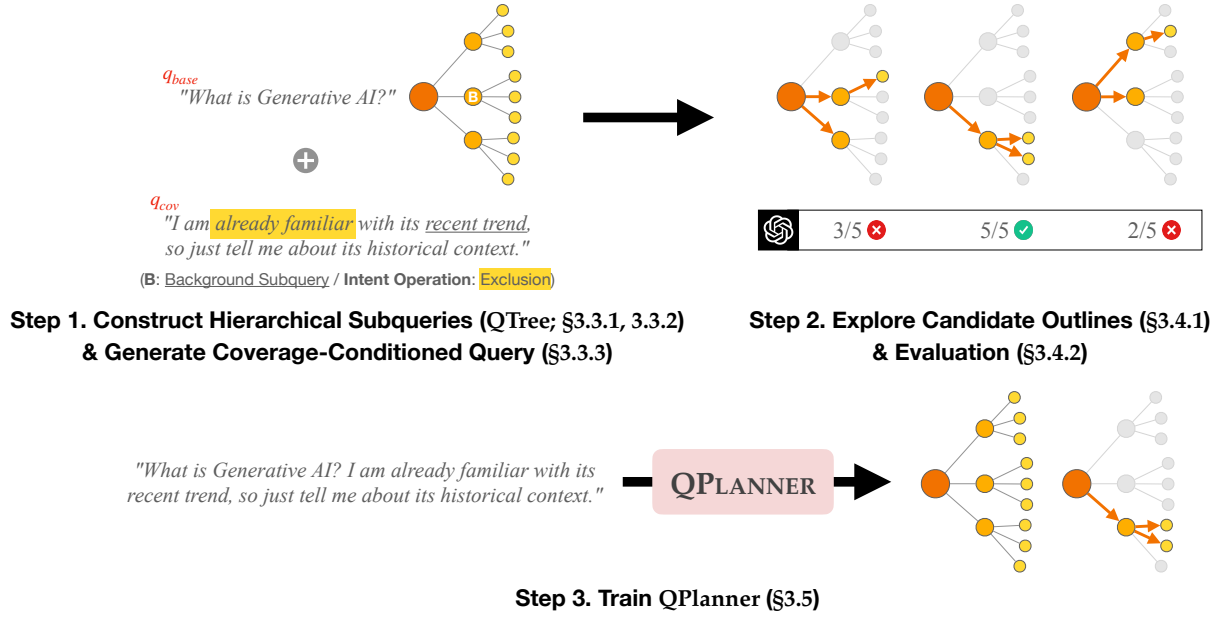 q_base
"What is Generative AI?"
B
q_cov
"I am already familiar with its recent trend,
so just tell me about its historical context."
(B: Background Subquery / Intent Operation: Exclusion)
Step 1. Construct Hierarchical Subqueries (QTree; §3.3.1, 3.3.2)
& Generate Coverage-Conditioned Query (§3.3.3)
3/5 5/5 2/5
Step 2. Explore Candidate Outlines (§3.4.1)
& Evaluation (§3.4.2)
"What is Generative AI? I am already familiar with its
recent trend, so just tell me about its historical context."
QPLANNER
Step 3. Train QPlanner (§3.5)